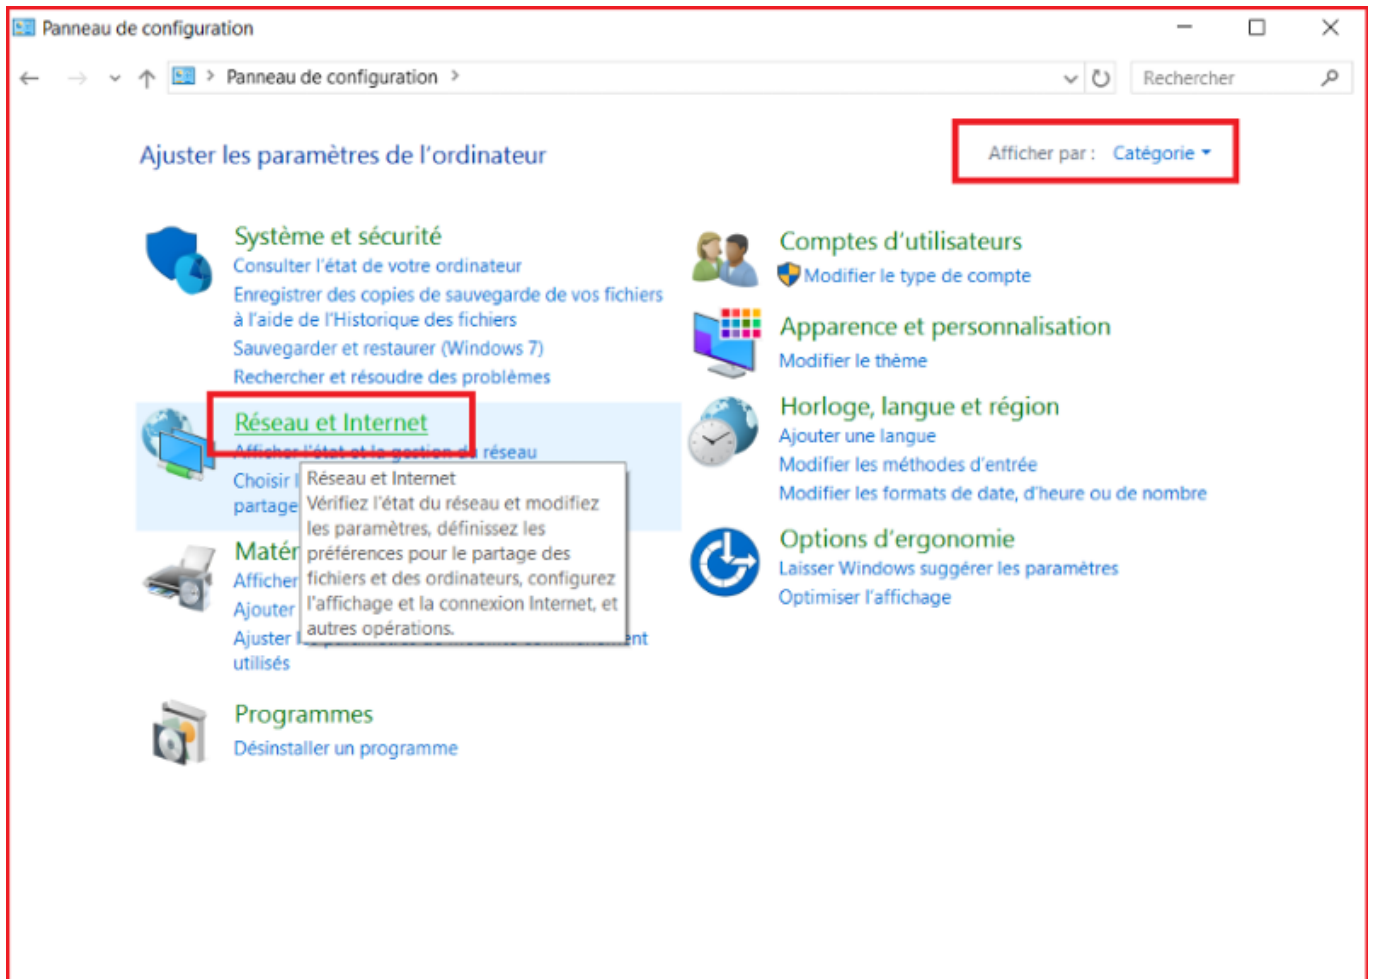 Panneau de configuration
Panneau de configuration
Rechercher
Ajuster les paramètres de l'ordinateur
Afficher par : Catégorie
Système et sécurité
Consulter l'état de votre ordinateur
Enregistrer des copies de sauvegarde de vos fichiers
à l'aide de l'Historique des fichiers
Sauvegarder et restaurer (Windows 7)
Rechercher et résoudre des problèmes
Réseau et Internet
Afficher l'état et la gestion du réseau
Choisir
partage
Réseau et Internet
Vérifiez l'état du réseau et modifiez
les paramètres, définissez les
préférences pour le partage des
fichiers et des ordinateurs, configurez
l'affichage et la connexion Internet, et
autres opérations.
Matér
Afficher
Ajouter
Ajuster
utilisés
Programmes
Désinstaller un programme
Comptes d'utilisateurs
Modifier le type de compte
Apparence et personnalisation
Modifier le thème
Horloge, langue et région
Ajouter une langue
Modifier les méthodes d'entrée
Modifier les formats de date, d'heure ou de nombre
Options d'ergonomie
Laisser Windows suggérer les paramètres
Optimiser l'affichage